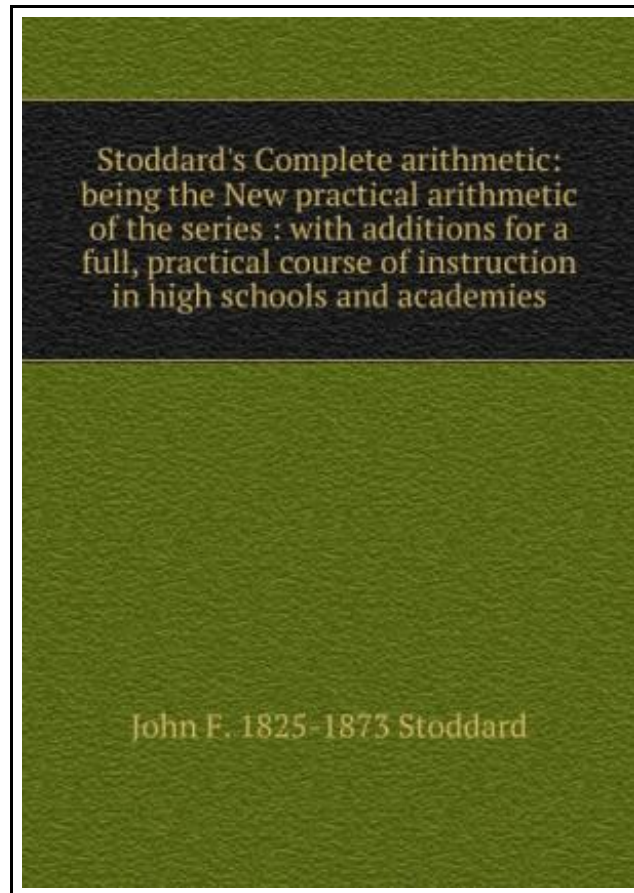 Stoddard's Complete arithmetic:
being the New practical arithmetic
of the series : with additions for a
full, practical course of instruction
in high schools and academies
John F. 1825-1873 Stoddard